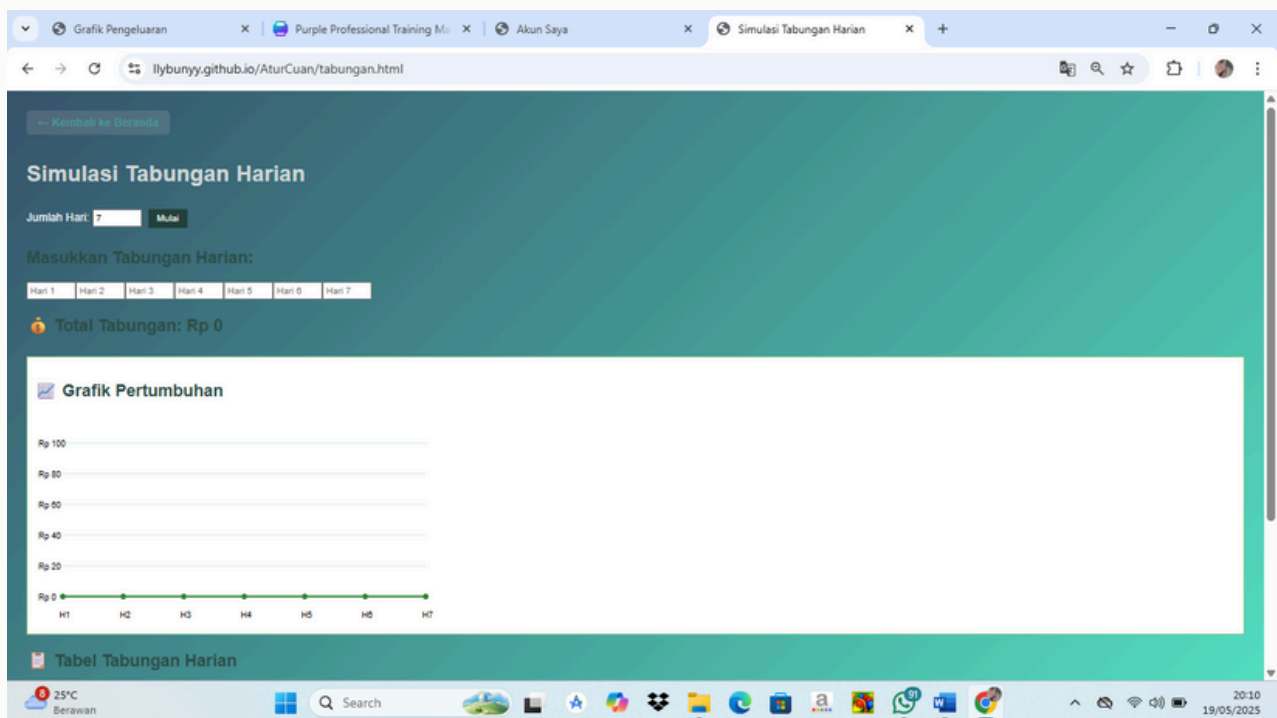 Grafik Pengeluaran
Purple Professional Training Ma
Akun Saya
Simulasi Tabungan Harian
llybunyy.github.io/AturCuan/tabungan.html
← Kembali ke Beranda
Simulasi Tabungan Harian
Jumlah Hari: 7 Mulai
Masukkan Tabungan Harian:
Hari 1 Hari 2 Hari 3 Hari 4 Hari 5 Hari 6 Hari 7
💰 Total Tabungan: Rp 0
📈 Grafik Pertumbuhan
Rp 100
Rp 80
Rp 60
Rp 40
Rp 20
Rp 0
H1 H2 H3 H4 H5 H6 H7
📋 Tabel Tabungan Harian
8 25°C
Berawan
Search
a
91
20:10
19/05/2025